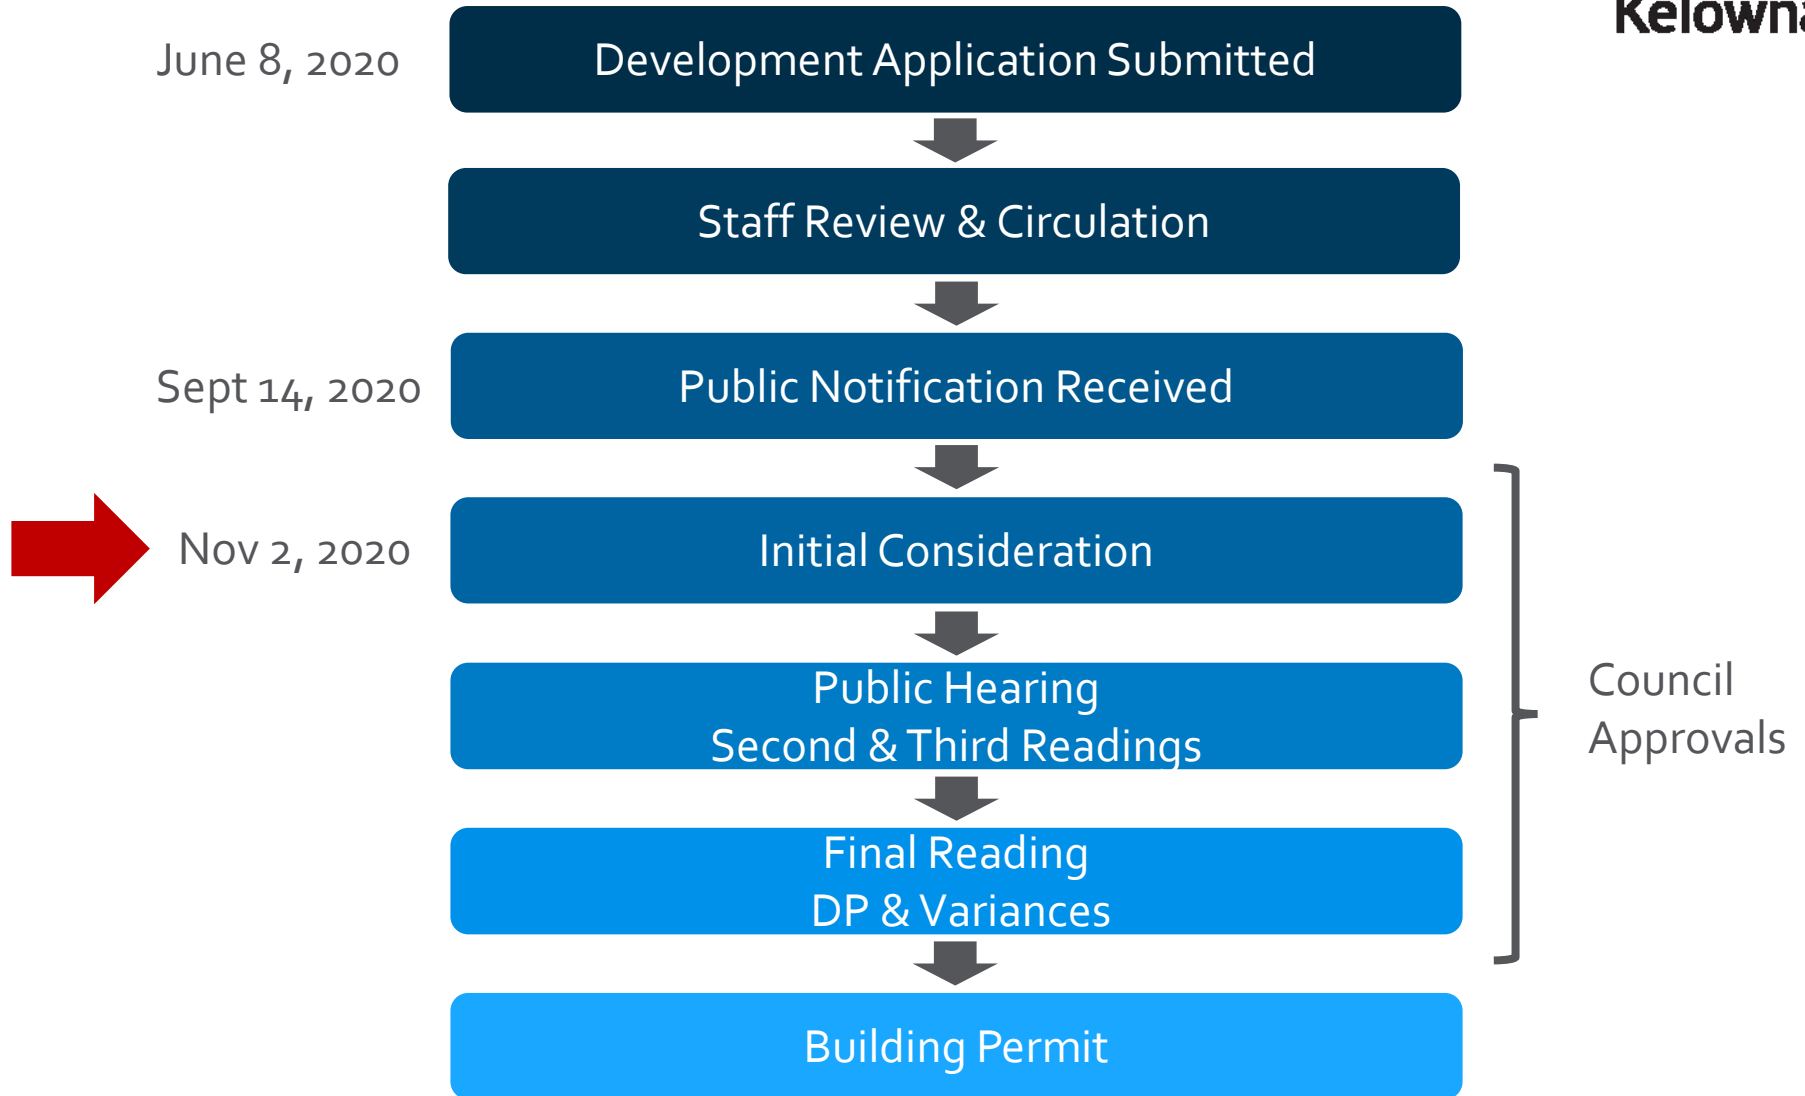 Kelowna
June 8, 2020
Development Application Submitted
Staff Review & Circulation
Sept 14, 2020
Public Notification Received
Nov 2, 2020
Initial Consideration
Public Hearing
Second & Third Readings
Council
Approvals
Final Reading
DP & Variances
Building Permit